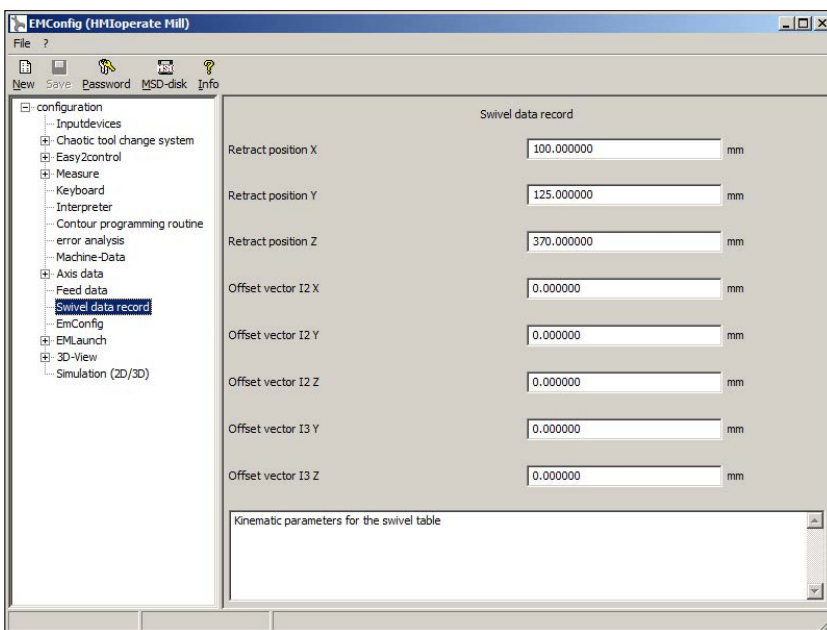 EMConfig (HMIoperate Mill)
File ?
New Save Password MSD-disk Info
configuration
Inputdevices
Chaotic tool change system
Easy2control
Measure
Keyboard
Interpreter
Contour programming routine
error analysis
Machine-Data
Axis data
Feed data
Swivel data record
EmConfig
EMLaunch
3D-View
Simulation (2D/3D)
Swivel data record
Retract position X 100.000000 mm
Retract position Y 125.000000 mm
Retract position Z 370.000000 mm
Offset vector I2 X 0.000000 mm
Offset vector I2 Y 0.000000 mm
Offset vector I2 Z 0.000000 mm
Offset vector I3 Y 0.000000 mm
Offset vector I3 Z 0.000000 mm
Kinematic parameters for the swivel table